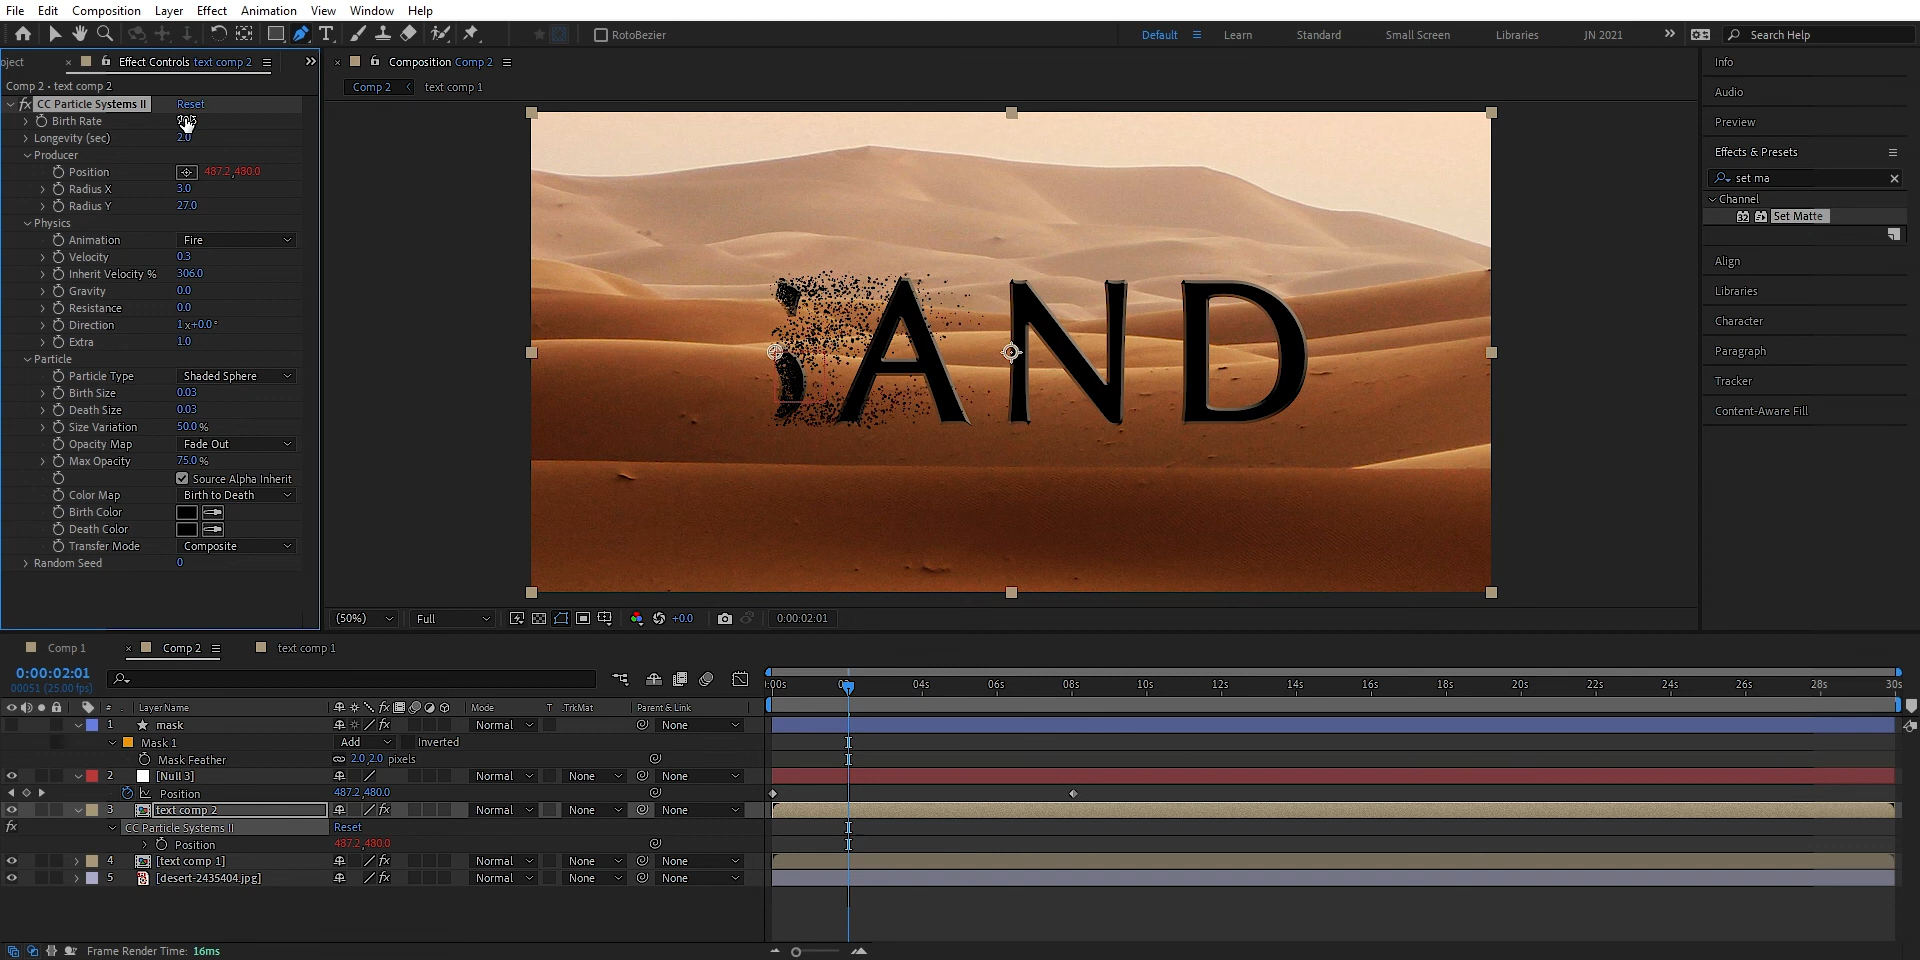 File Edit Composition Layer Effect Animation View Window Help
RotoBezier Default Learn Standard Small Screen Libraries JN 2021 Search Help
oject Effect Controls text comp 2
Comp 2 • text comp 2
fx CC Particle Systems II Reset
Birth Rate
Longevity (sec) 2.0
Producer
Position 487.2,480.0
Radius X 3.0
Radius Y 27.0
Physics
Animation Fire
Velocity 0.3
Inherit Velocity % 306.0
Gravity 0.0
Resistance 0.0
Direction 1x+0.0°
Extra 1.0
Particle
Particle Type Shaded Sphere
Birth Size 0.03
Death Size 0.03
Size Variation 50.0 %
Opacity Map Fade Out
Max Opacity 75.0 %
Source Alpha Inherit
Color Map Birth to Death
Birth Color
Death Color
Transfer Mode Composite
Random Seed 0
Composition Comp 2
Comp 2 text comp 1
AND
(50%) Full +0.0 0:00:02:01
Info
Audio
Preview
Effects & Presets
set ma
Channel
32 Set Matte
Align
Libraries
Character
Paragraph
Tracker
Content-Aware Fill
Comp 1 Comp 2 text comp 1
0:00:02:01
00051 (25.00 fps)
:00s 04s 06s 08s 10s 12s 14s 16s 18s 20s 22s 24s 26s 28s 30s
# Layer Name fx Mode T .TrkMat Parent & Link
1 mask fx Normal None
Mask 1 Add Inverted
Mask Feather 2.0,2.0 pixels
2 [Null 3] Normal None None
Position 487.2,480.0
3 text comp 2 Normal None None
fx CC Particle Systems II Reset
Position 487.2,480.0
4 [text comp 1] fx Normal None None
5 [desert-2435404.jpg] fx Normal None None
Frame Render Time: 16ms